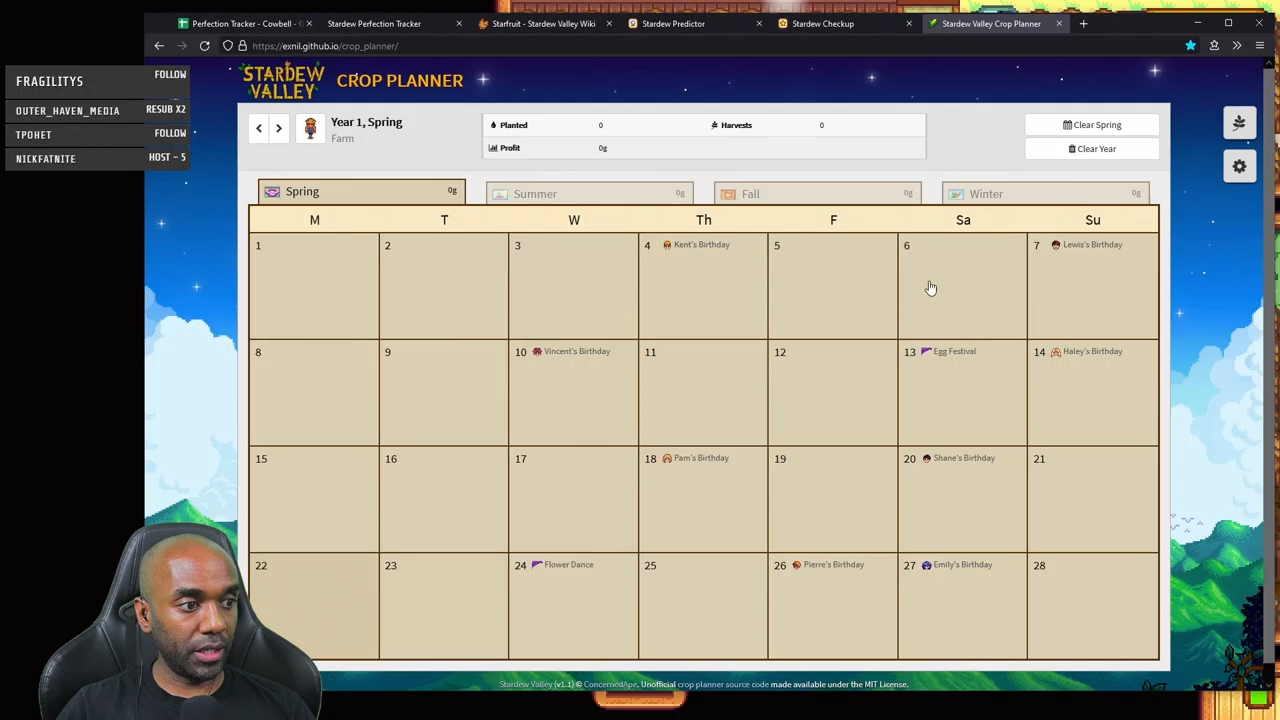 Perfection Tracker - Cowbell - G
Stardew Perfection Tracker
Starfruit - Stardew Valley Wiki
Stardew Predictor
Stardew Checkup
Stardew Valley Crop Planner
https://exnil.github.io/crop_planner/
FRAGILITYS FOLLOW
OUTER_HAVEN_MEDIA RESUB X2
TPOHET FOLLOW
NICKFATNITE HOST - 5
STARDEW VALLEY
CROP PLANNER
Year 1, Spring
Farm
Planted 0 Harvests 0
Profit 0g
Clear Spring
Clear Year
Spring 0g Summer 0g Fall 0g Winter 0g
M T W Th F Sa Su
1 2 3 4 Kent's Birthday 5 6 7 Lewis's Birthday
8 9 10 Vincent's Birthday 11 12 13 Egg Festival 14 Haley's Birthday
15 16 17 18 Pam's Birthday 19 20 Shane's Birthday 21
22 23 24 Flower Dance 25 26 Pierre's Birthday 27 Emily's Birthday 28
Stardew Valley (v1.1) © ConcernedApe. Unofficial crop planner source code made available under the MIT License.